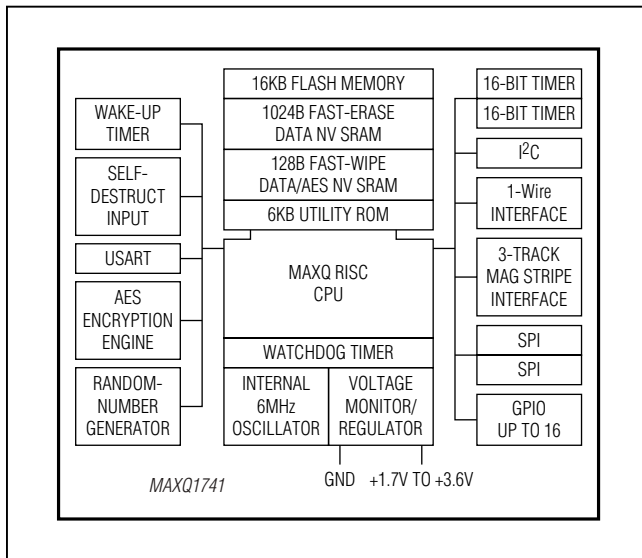 WAKE-UP
TIMER
SELF-
DESTRUCT
INPUT
USART
AES
ENCRYPTION
ENGINE
RANDOM-
NUMBER
GENERATOR
16KB FLASH MEMORY
1024B FAST-ERASE
DATA NV SRAM
128B FAST-WIPE
DATA/AES NV SRAM
6KB UTILITY ROM
MAXQ RISC
CPU
WATCHDOG TIMER
INTERNAL
6MHz
OSCILLATOR
VOLTAGE
MONITOR/
REGULATOR
16-BIT TIMER
16-BIT TIMER
I²C
1-Wire
INTERFACE
3-TRACK
MAG STRIPE
INTERFACE
SPI
SPI
GPIO
UP TO 16
MAXQ1741
GND +1.7V TO +3.6V